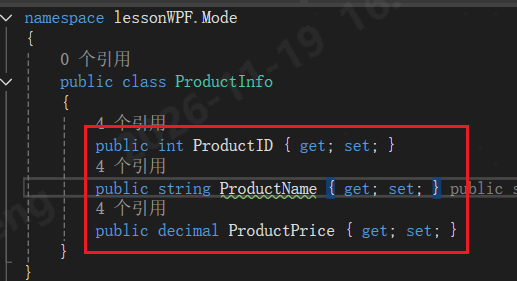 namespace lessonWPF.Mode
{
0 个引用
public class ProductInfo
{
4 个引用
public int ProductID { get; set; }
4 个引用
public string ProductName { get; set; } public s
4 个引用
public decimal ProductPrice { get; set; }
}
}